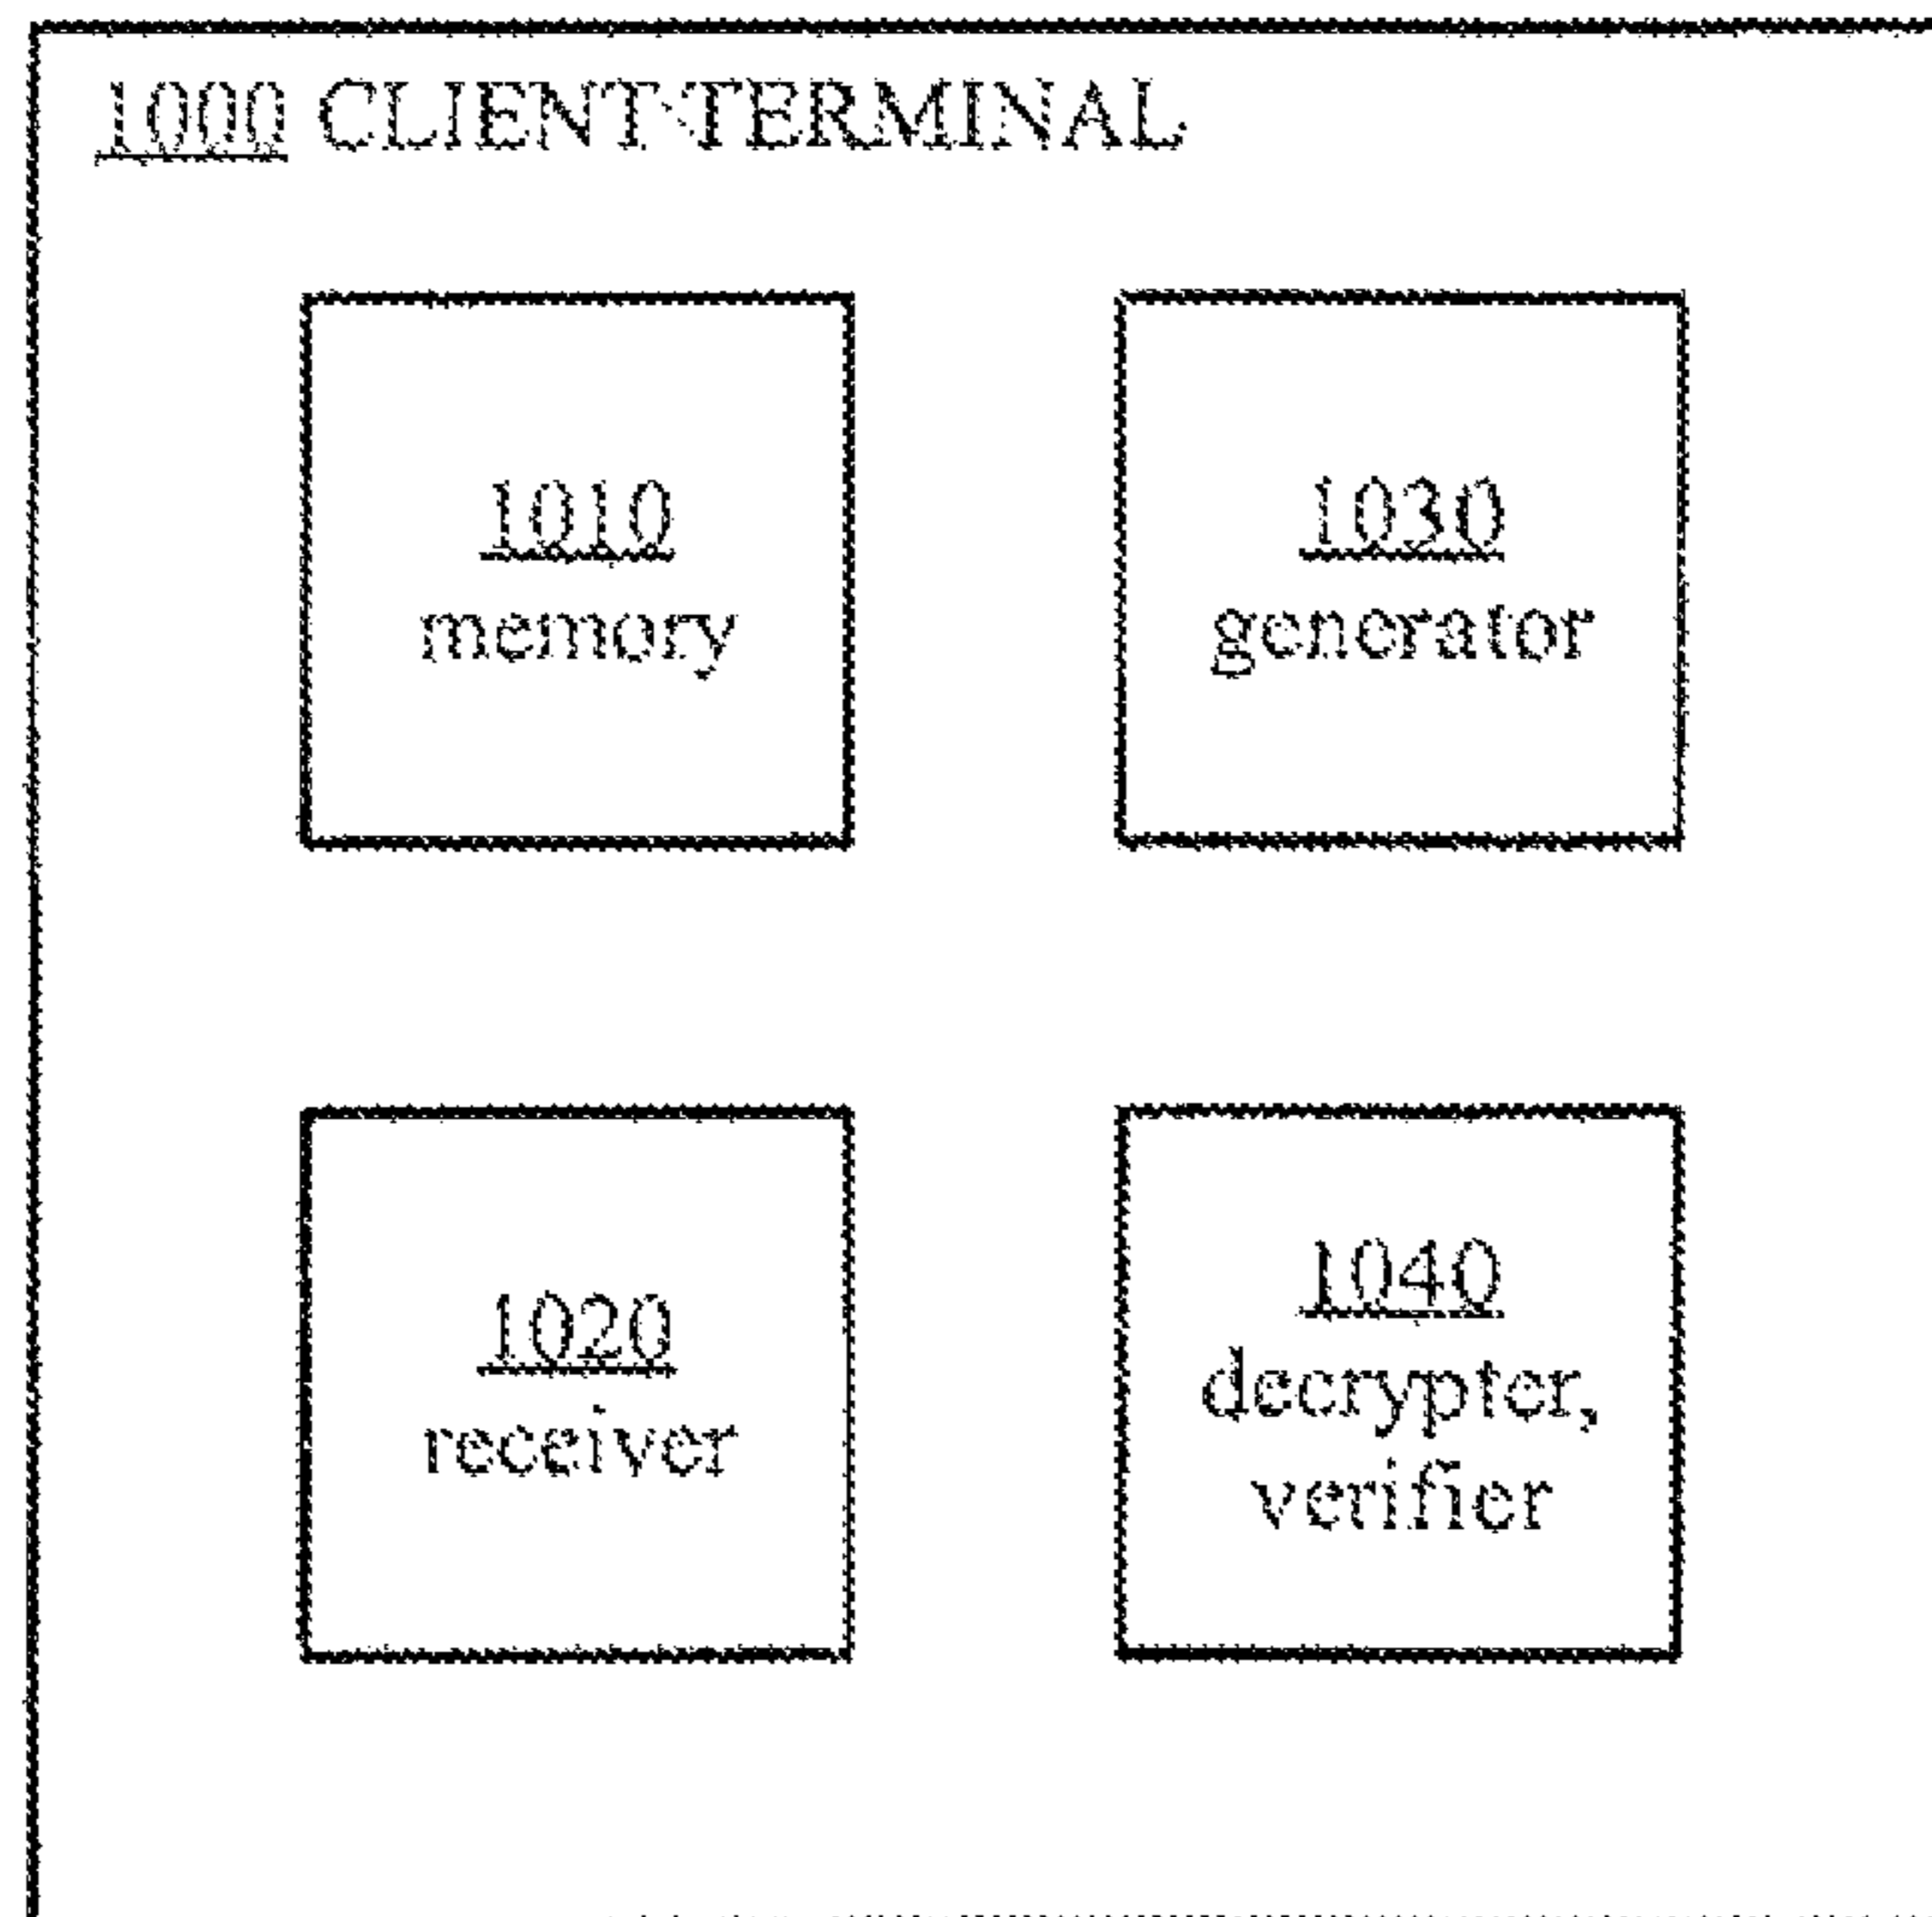 1000 CLIENT TERMINAL
1010
memory
1030
generator
1020
receiver
1040
decrypter,
verifier